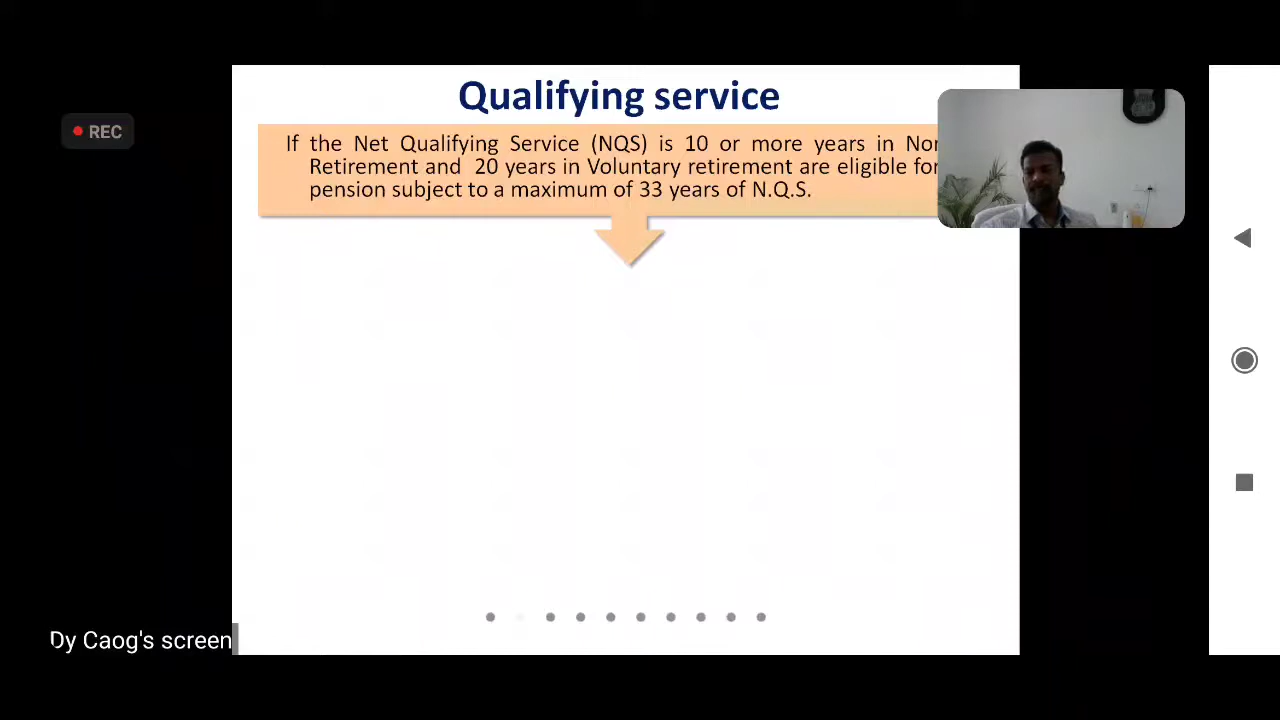 Qualifying service
REC
If the Net Qualifying Service (NQS) is 10 or more years in
Retirement and 20 years in Voluntary retirement are eligible for
pension subject to a maximum of 33 years of N.Q.S.
Dy Caog's screen